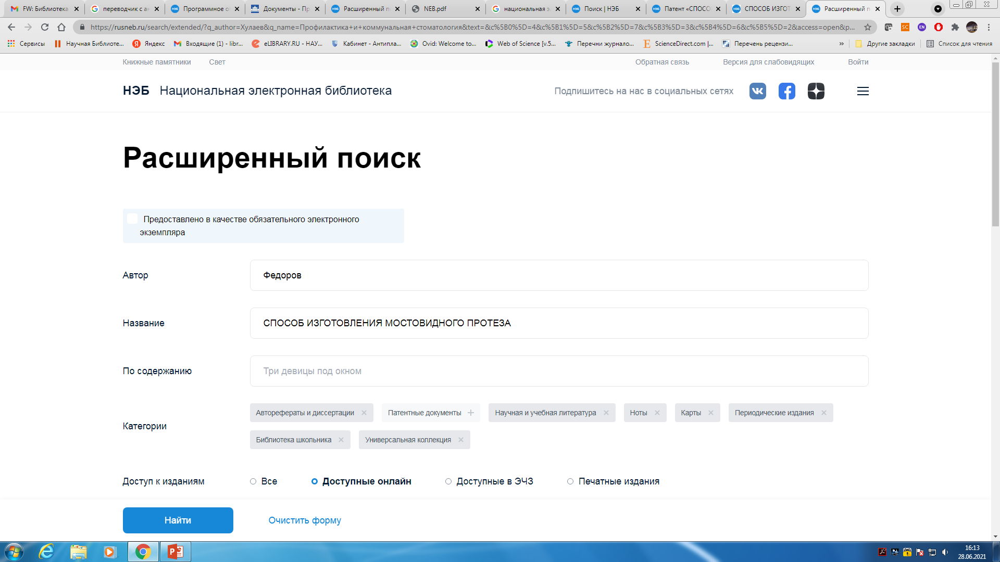 FW: Библиотека
переводчик с ан
Программное о
Документы - Пр
Расширенный п
NEB.pdf
национальная э
Поиск | НЭБ
Патент «СПОСО
СПОСОБ ИЗГОТ
Расширенный п
https://rusneb.ru/search/extended/?q_author=Хулаев&q_name=Профилактика+и+коммунальная+стоматология&text=&c%5B0%5D=4&c%5B1%5D=5&c%5B2%5D=7&c%5B3%5D=3&c%5B4%5D=6&c%5B5%5D=2&access=open&p...
Сервисы
Научная Библиоте...
Яндекс
Входящие (1) - libr...
eLIBRARY.RU - НАУ...
Кабинет - Антипла...
Ovid: Welcome to...
Web of Science [v.5...
Перечни журнало...
ScienceDirect.com |...
Перечень рецензи...
»
Другие закладки
Список для чтения
Книжные памятники
Свет
Обратная связь
Версия для слабовидящих
Войти
НЭБ Национальная электронная библиотека
Подпишитесь на нас в социальных сетях
Расширенный поиск
Предоставлено в качестве обязательного электронного
экземпляра
Автор
Федоров
Название
СПОСОБ ИЗГОТОВЛЕНИЯ МОСТОВИДНОГО ПРОТЕЗА
По содержанию
Три девицы под окном
Категории
Авторефераты и диссертации
Патентные документы
Научная и учебная литература
Ноты
Карты
Периодические издания
Библиотека школьника
Универсальная коллекция
Доступ к изданиям
Все
Доступные онлайн
Доступные в ЭЧЗ
Печатные издания
Найти
Очистить форму
16:13
28.06.2021